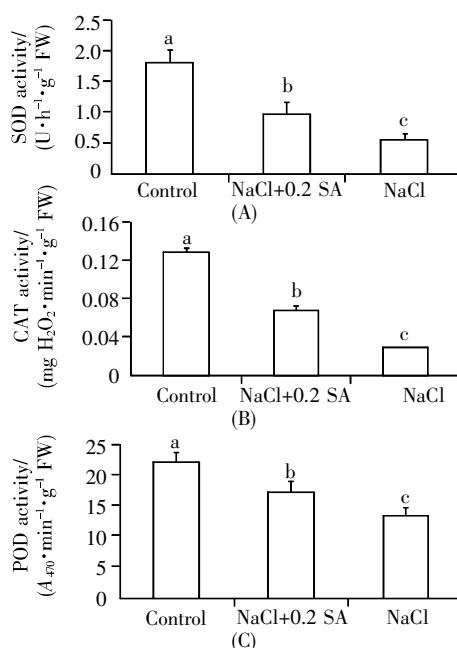 SOD activity/
(U•h⁻¹•g⁻¹ FW)
2.5
2.0
1.5
1.0
0.5
0
a
b
c
Control
NaCl+0.2 SA
NaCl
(A)
CAT activity/
(mg H₂O₂•min⁻¹•g⁻¹ FW)
0.16
0.12
0.08
0.04
0
a
b
c
Control
NaCl+0.2 SA
NaCl
(B)
POD activity/
(A₄₇₀•min⁻¹•g⁻¹ FW)
25
20
15
10
5
0
a
b
c
Control
NaCl+0.2 SA
NaCl
(C)